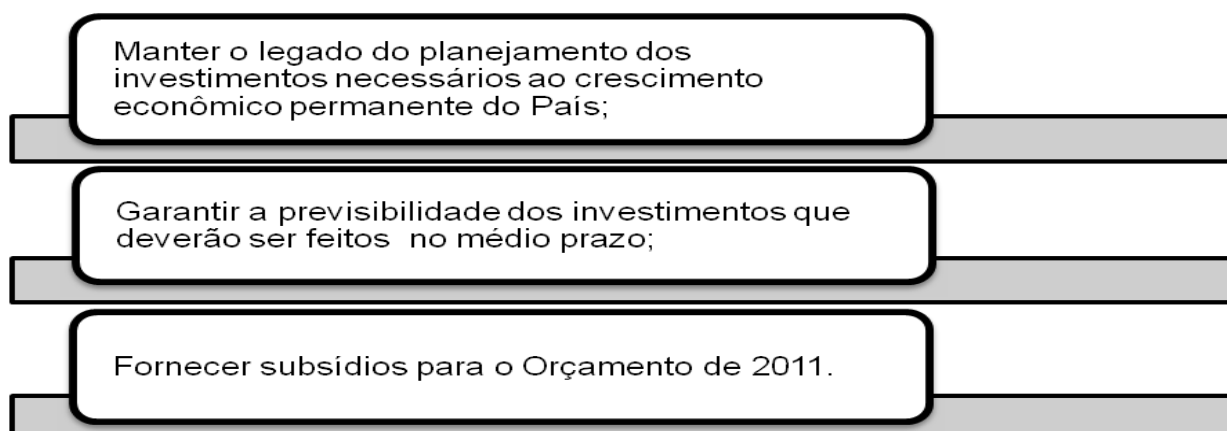 Manter o legado do planejamento dos
investimentos necessários ao crescimento
econômico permanente do País;
Garantir a previsibilidade dos investimentos que
deverão ser feitos no médio prazo;
Fornecer subsídios para o Orçamento de 2011.